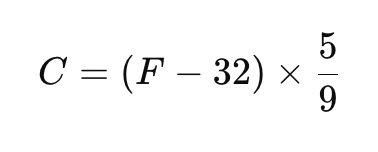 C = (F − 32) × 5/9